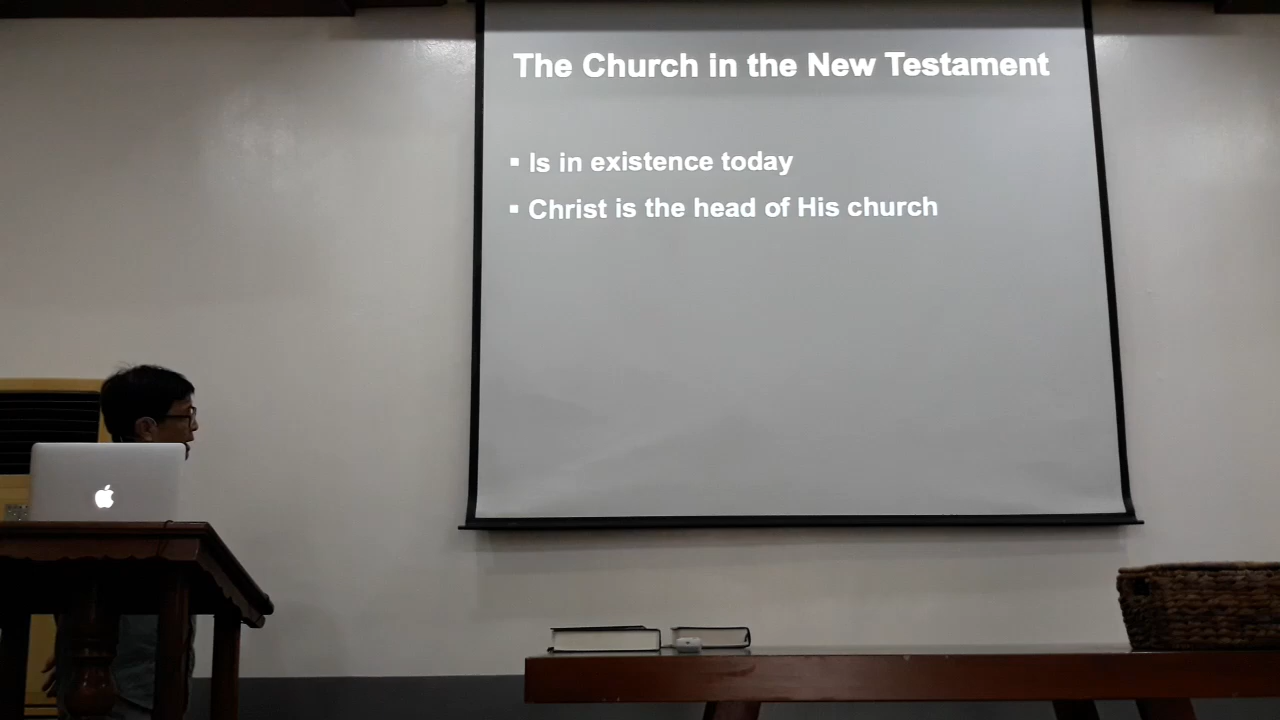 The Church in the New Testament
▪ Is in existence today
▪ Christ is the head of His church